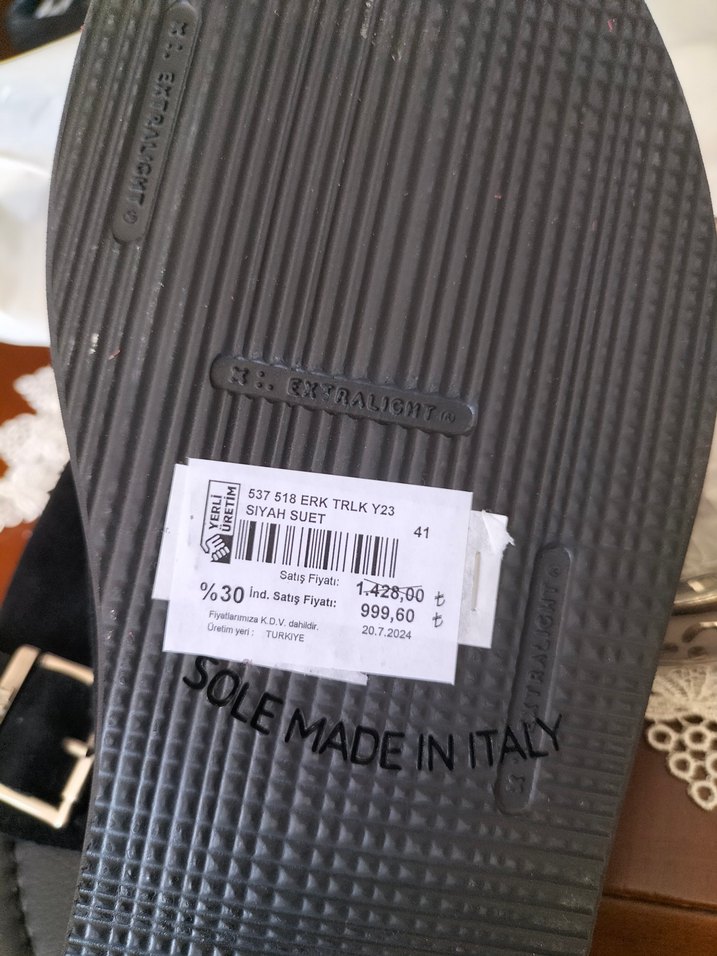 X:. EXTRALIGHT®
X:. EXTRALIGHT®
YERLİ
ÜRETİM
537 518 ERK TRLK Y23
SIYAH SUET
41
Satış Fiyatı: 1.428,00 ₺
%30 İnd. Satış Fiyatı: 999,60 ₺
Fiyatlarımıza K.D.V. dahildir.
Üretim yeri : TURKIYE 20.7.2024
X:. EXTRALIGHT®
SOLE MADE IN ITALY